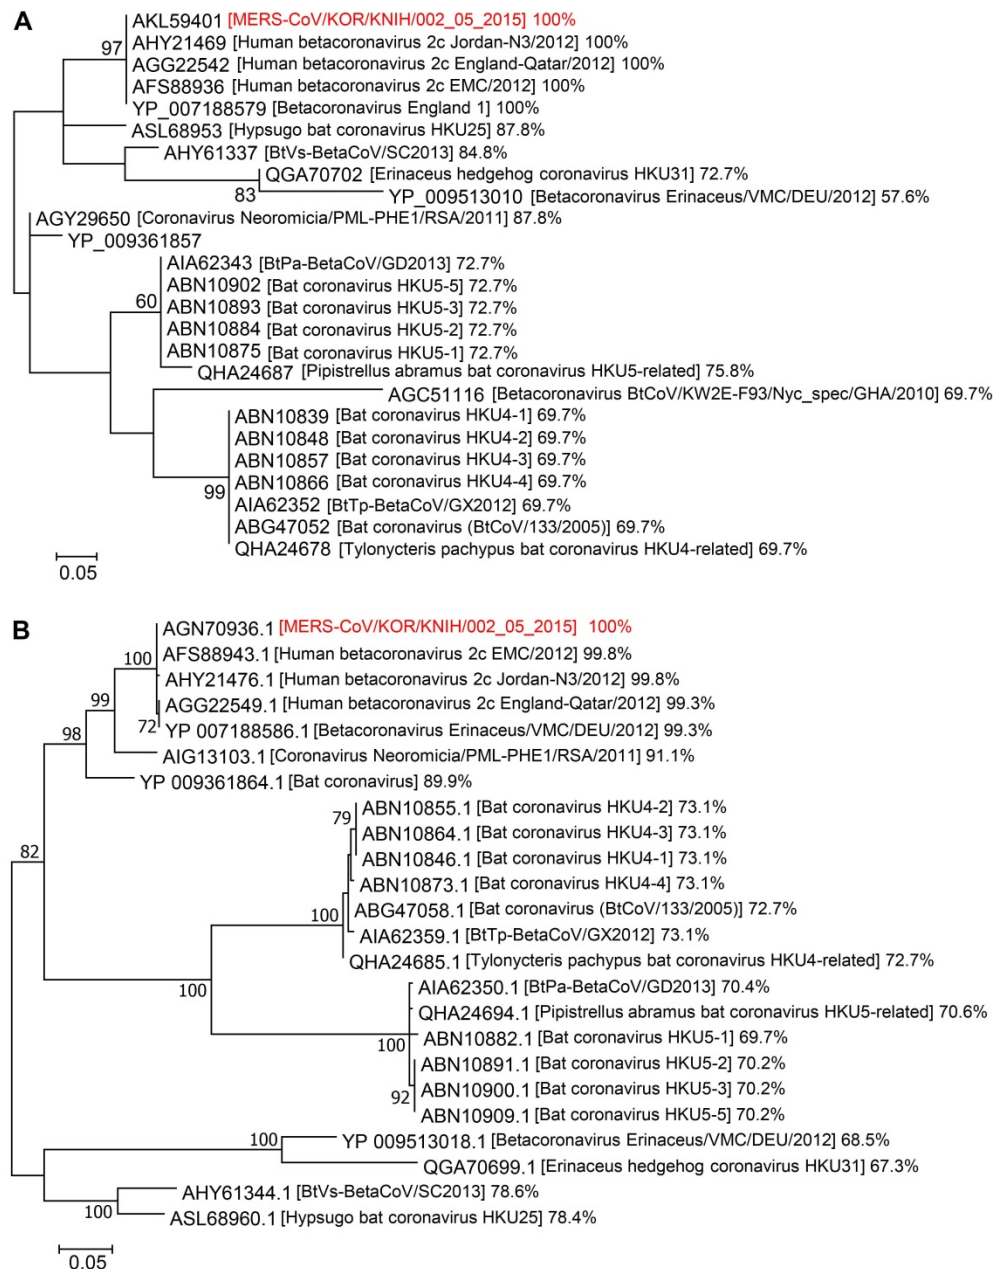 A
AKL59401 [MERS-CoV/KOR/KNIH/002_05_2015] 100%
97
AHY21469 [Human betacoronavirus 2c Jordan-N3/2012] 100%
AGG22542 [Human betacoronavirus 2c England-Qatar/2012] 100%
AFS88936 [Human betacoronavirus 2c EMC/2012] 100%
YP_007188579 [Betacoronavirus England 1] 100%
ASL68953 [Hypsugo bat coronavirus HKU25] 87.8%
AHY61337 [BtVs-BetaCoV/SC2013] 84.8%
QGA70702 [Erinaceus hedgehog coronavirus HKU31] 72.7%
83
YP_009513010 [Betacoronavirus Erinaceus/VMC/DEU/2012] 57.6%
AGY29650 [Coronavirus Neoromicia/PML-PHE1/RSA/2011] 87.8%
YP_009361857
AIA62343 [BtPa-BetaCoV/GD2013] 72.7%
ABN10902 [Bat coronavirus HKU5-5] 72.7%
60
ABN10893 [Bat coronavirus HKU5-3] 72.7%
ABN10884 [Bat coronavirus HKU5-2] 72.7%
ABN10875 [Bat coronavirus HKU5-1] 72.7%
QHA24687 [Pipistrellus abramus bat coronavirus HKU5-related] 75.8%
AGC51116 [Betacoronavirus BtCoV/KW2E-F93/Nyc_spec/GHA/2010] 69.7%
ABN10839 [Bat coronavirus HKU4-1] 69.7%
ABN10848 [Bat coronavirus HKU4-2] 69.7%
ABN10857 [Bat coronavirus HKU4-3] 69.7%
ABN10866 [Bat coronavirus HKU4-4] 69.7%
99
AIA62352 [BtTp-BetaCoV/GX2012] 69.7%
ABG47052 [Bat coronavirus (BtCoV/133/2005)] 69.7%
QHA24678 [Tylonycteris pachypus bat coronavirus HKU4-related] 69.7%
0.05
B
AGN70936.1 [MERS-CoV/KOR/KNIH/002_05_2015] 100%
AFS88943.1 [Human betacoronavirus 2c EMC/2012] 99.8%
100
AHY21476.1 [Human betacoronavirus 2c Jordan-N3/2012] 99.8%
99
AGG22549.1 [Human betacoronavirus 2c England-Qatar/2012] 99.3%
72
YP 007188586.1 [Betacoronavirus Erinaceus/VMC/DEU/2012] 99.3%
98
AIG13103.1 [Coronavirus Neoromicia/PML-PHE1/RSA/2011] 91.1%
YP 009361864.1 [Bat coronavirus] 89.9%
ABN10855.1 [Bat coronavirus HKU4-2] 73.1%
79
ABN10864.1 [Bat coronavirus HKU4-3] 73.1%
82
ABN10846.1 [Bat coronavirus HKU4-1] 73.1%
ABN10873.1 [Bat coronavirus HKU4-4] 73.1%
100
ABG47058.1 [Bat coronavirus (BtCoV/133/2005)] 72.7%
AIA62359.1 [BtTp-BetaCoV/GX2012] 73.1%
QHA24685.1 [Tylonycteris pachypus bat coronavirus HKU4-related] 72.7%
100
AIA62350.1 [BtPa-BetaCoV/GD2013] 70.4%
QHA24694.1 [Pipistrellus abramus bat coronavirus HKU5-related] 70.6%
ABN10882.1 [Bat coronavirus HKU5-1] 69.7%
100
ABN10891.1 [Bat coronavirus HKU5-2] 70.2%
ABN10900.1 [Bat coronavirus HKU5-3] 70.2%
92
ABN10909.1 [Bat coronavirus HKU5-5] 70.2%
100
YP 009513018.1 [Betacoronavirus Erinaceus/VMC/DEU/2012] 68.5%
QGA70699.1 [Erinaceus hedgehog coronavirus HKU31] 67.3%
AHY61344.1 [BtVs-BetaCoV/SC2013] 78.6%
100
ASL68960.1 [Hypsugo bat coronavirus HKU25] 78.4%
0.05